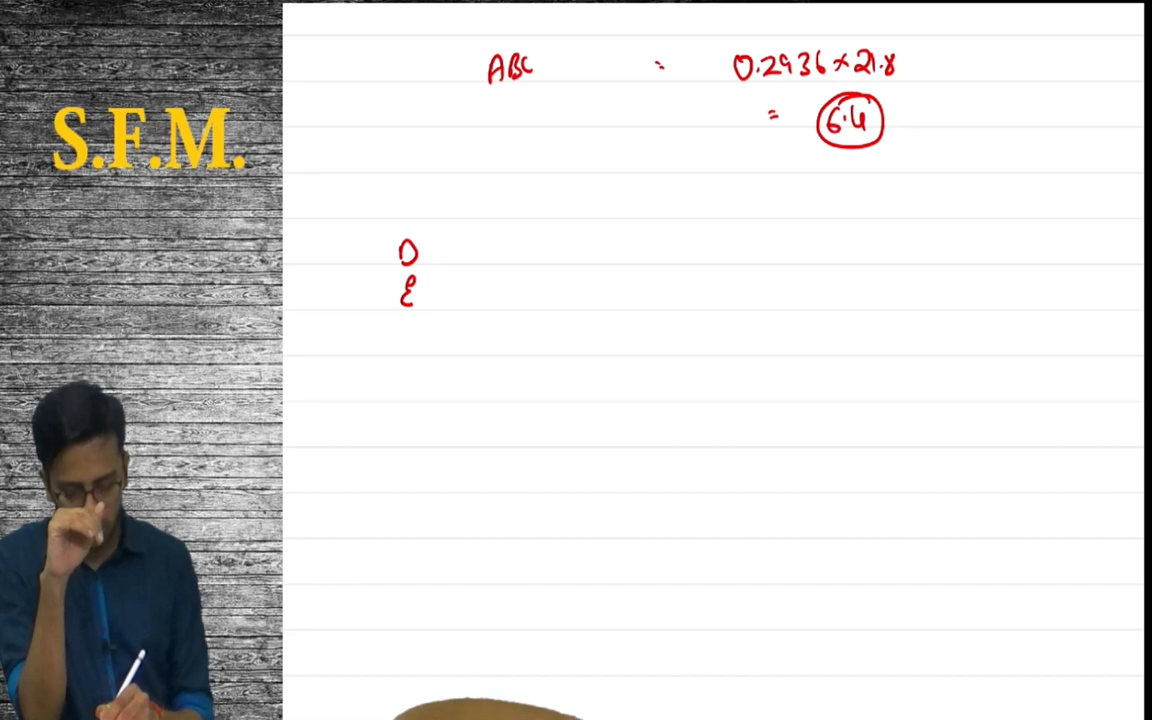 S.F.M.
ABC = 0.2936 × 21.8
= 6.4
D
E